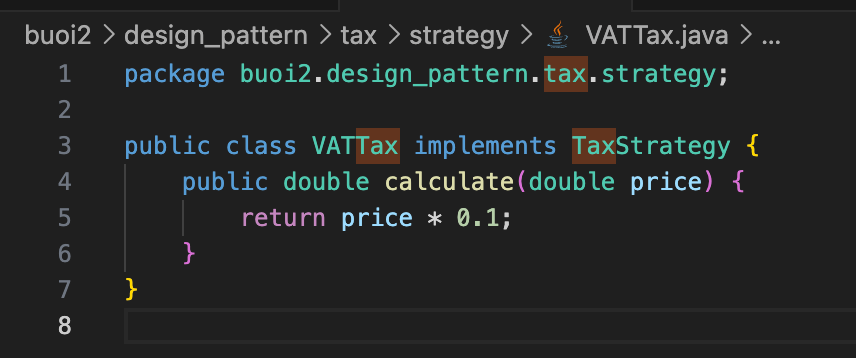 buoi2 > design_pattern > tax > strategy > VATTax.java > ...
1 package buoi2.design_pattern.tax.strategy;
2
3 public class VATTax implements TaxStrategy {
4     public double calculate(double price) {
5         return price * 0.1;
6     }
7 }
8